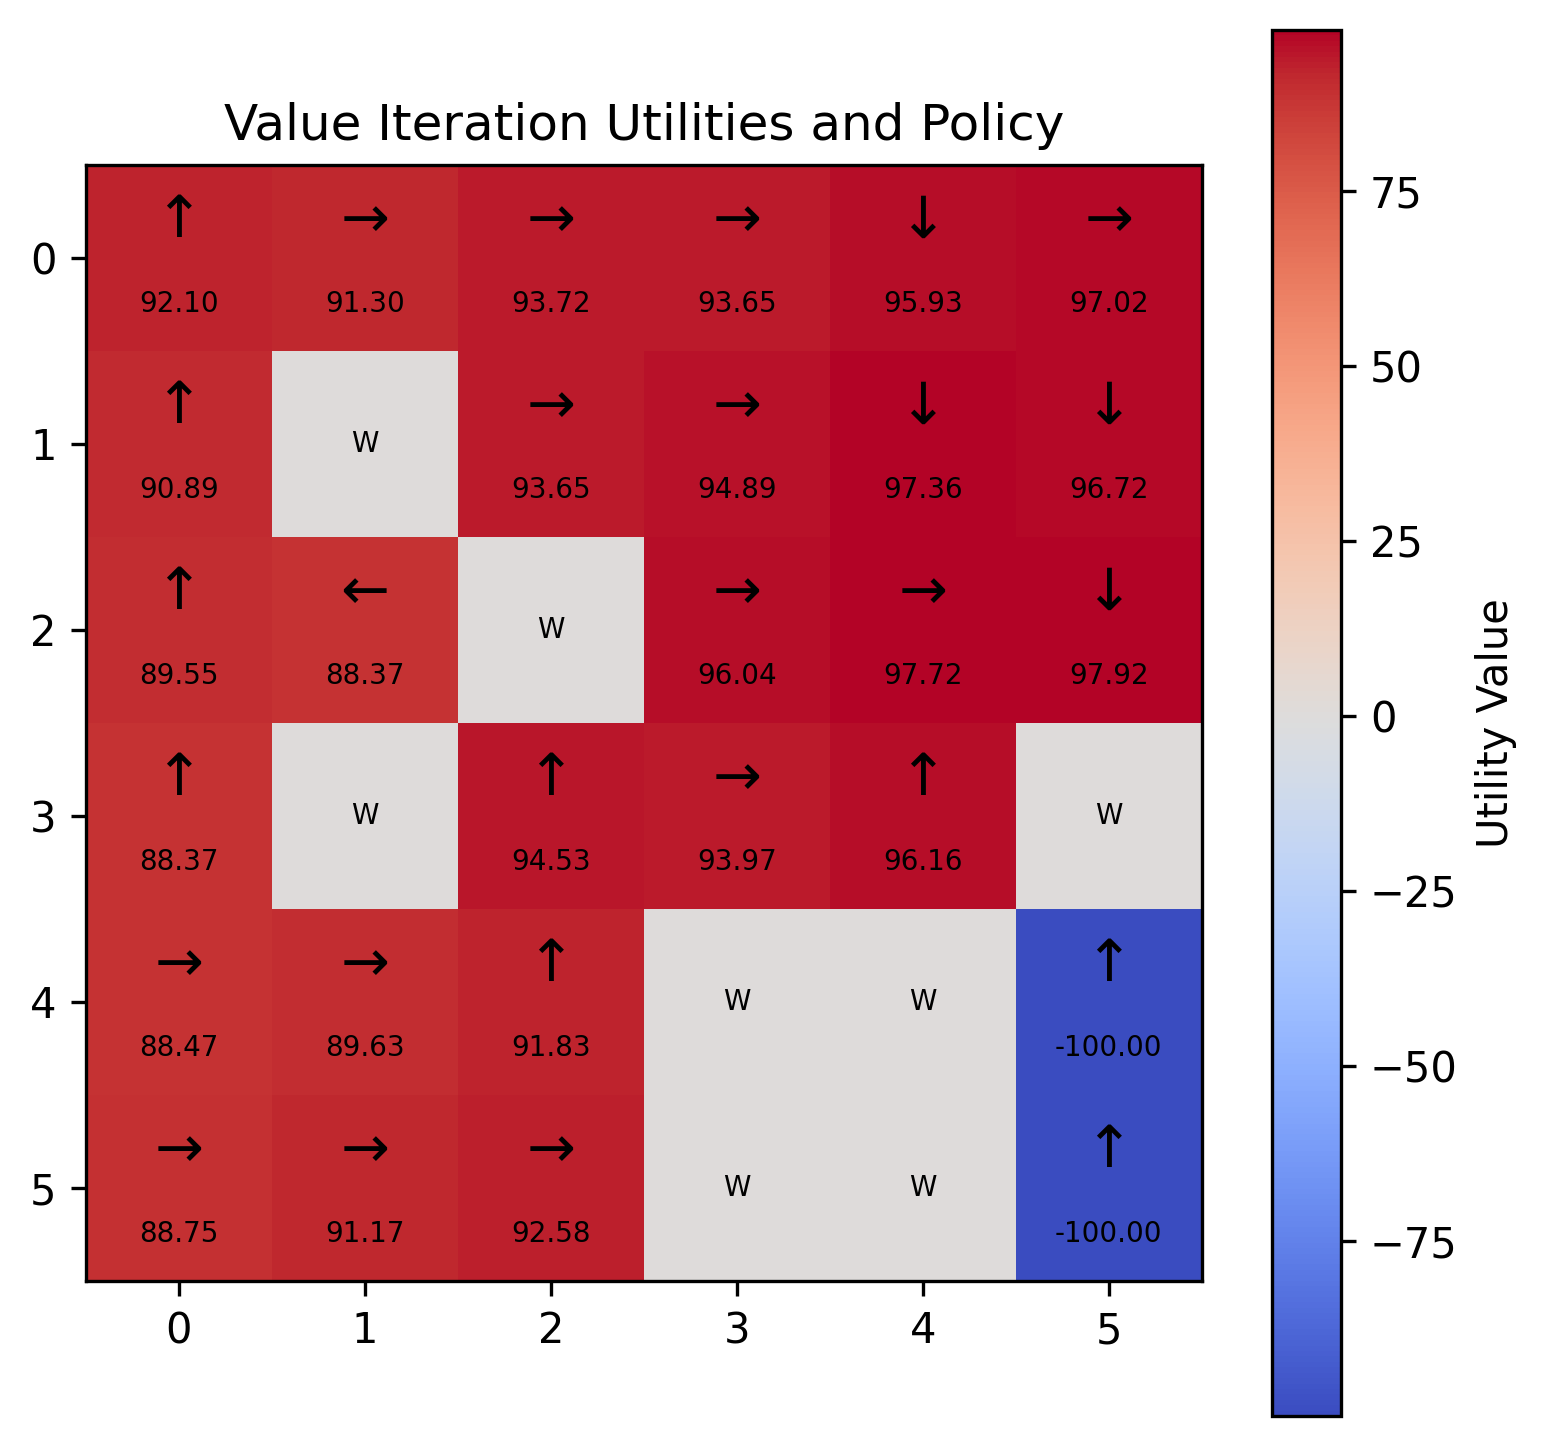 Value Iteration Utilities and Policy
↑ → → → ↓ →
0 92.10 91.30 93.72 93.65 95.93 97.02
↑ → → ↓ ↓
1 W
90.89 93.65 94.89 97.36 96.72
↑ ← → → ↓
2 W
89.55 88.37 96.04 97.72 97.92
↑ ↑ → ↑
3 W W
88.37 94.53 93.97 96.16
→ → ↑ ↑
4 W W
88.47 89.63 91.83 -100.00
→ → → ↑
5 W W
88.75 91.17 92.58 -100.00
0 1 2 3 4 5
75
50
25
0
−25
−50
−75
Utility Value